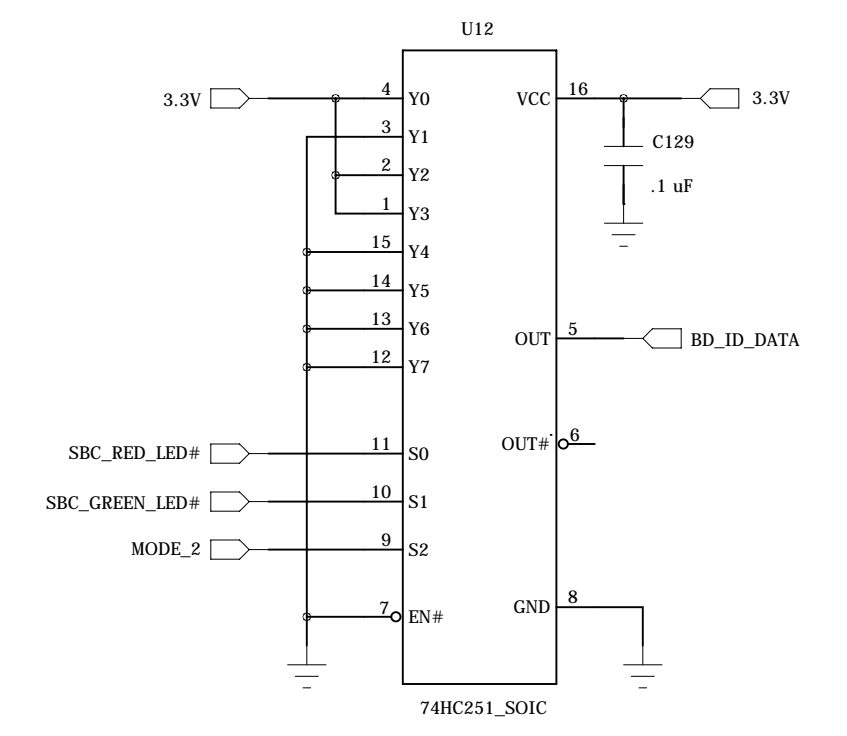 U12
3.3V
4 Y0
3 Y1
2 Y2
1 Y3
15 Y4
14 Y5
13 Y6
12 Y7
SBC_RED_LED# 11 S0
SBC_GREEN_LED# 10 S1
MODE_2 9 S2
7 EN#
VCC 16 3.3V
C129
.1 uF
OUT 5 BD_ID_DATA
OUT# 6
GND 8
74HC251_SOIC